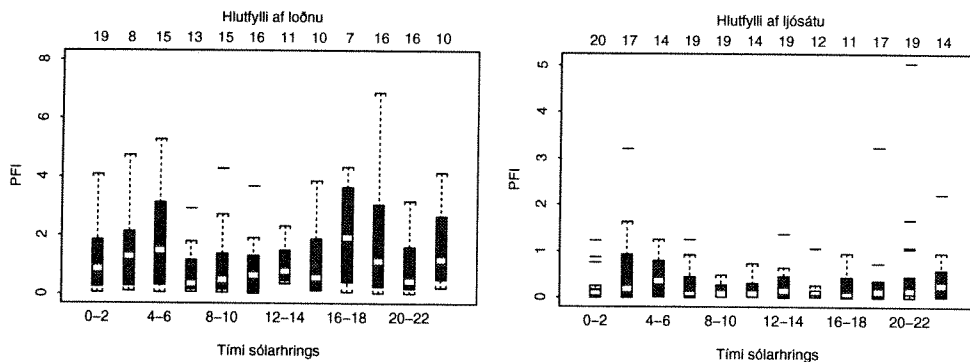 Hlutfylli af loðnu
19 8 15 13 15 16 11 10 7 16 16 10
8
6
4
2
0
PFI
0-2 4-6 8-10 12-14 16-18 20-22
Tími sólarhrings
Hlutfylli af ljósátu
20 17 14 19 19 14 19 12 11 17 19 14
5
4
3
2
1
0
PFI
0-2 4-6 8-10 12-14 16-18 20-22
Tími sólarhrings